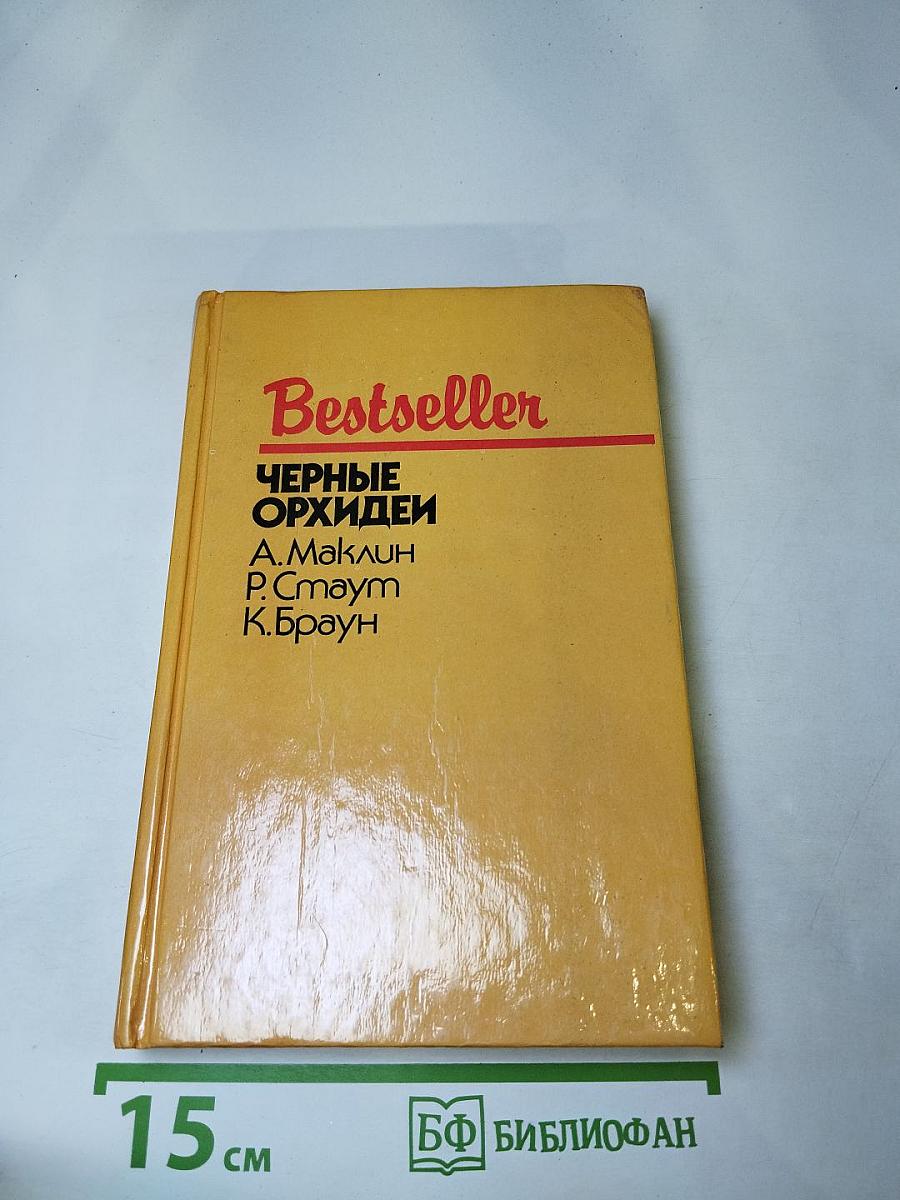 Bestseller
ЧЕРНЫЕ
ОРХИДЕИ
А.Маклин
Р.Стаут
К.Браун
15 см
БФ БИБЛИОФАН